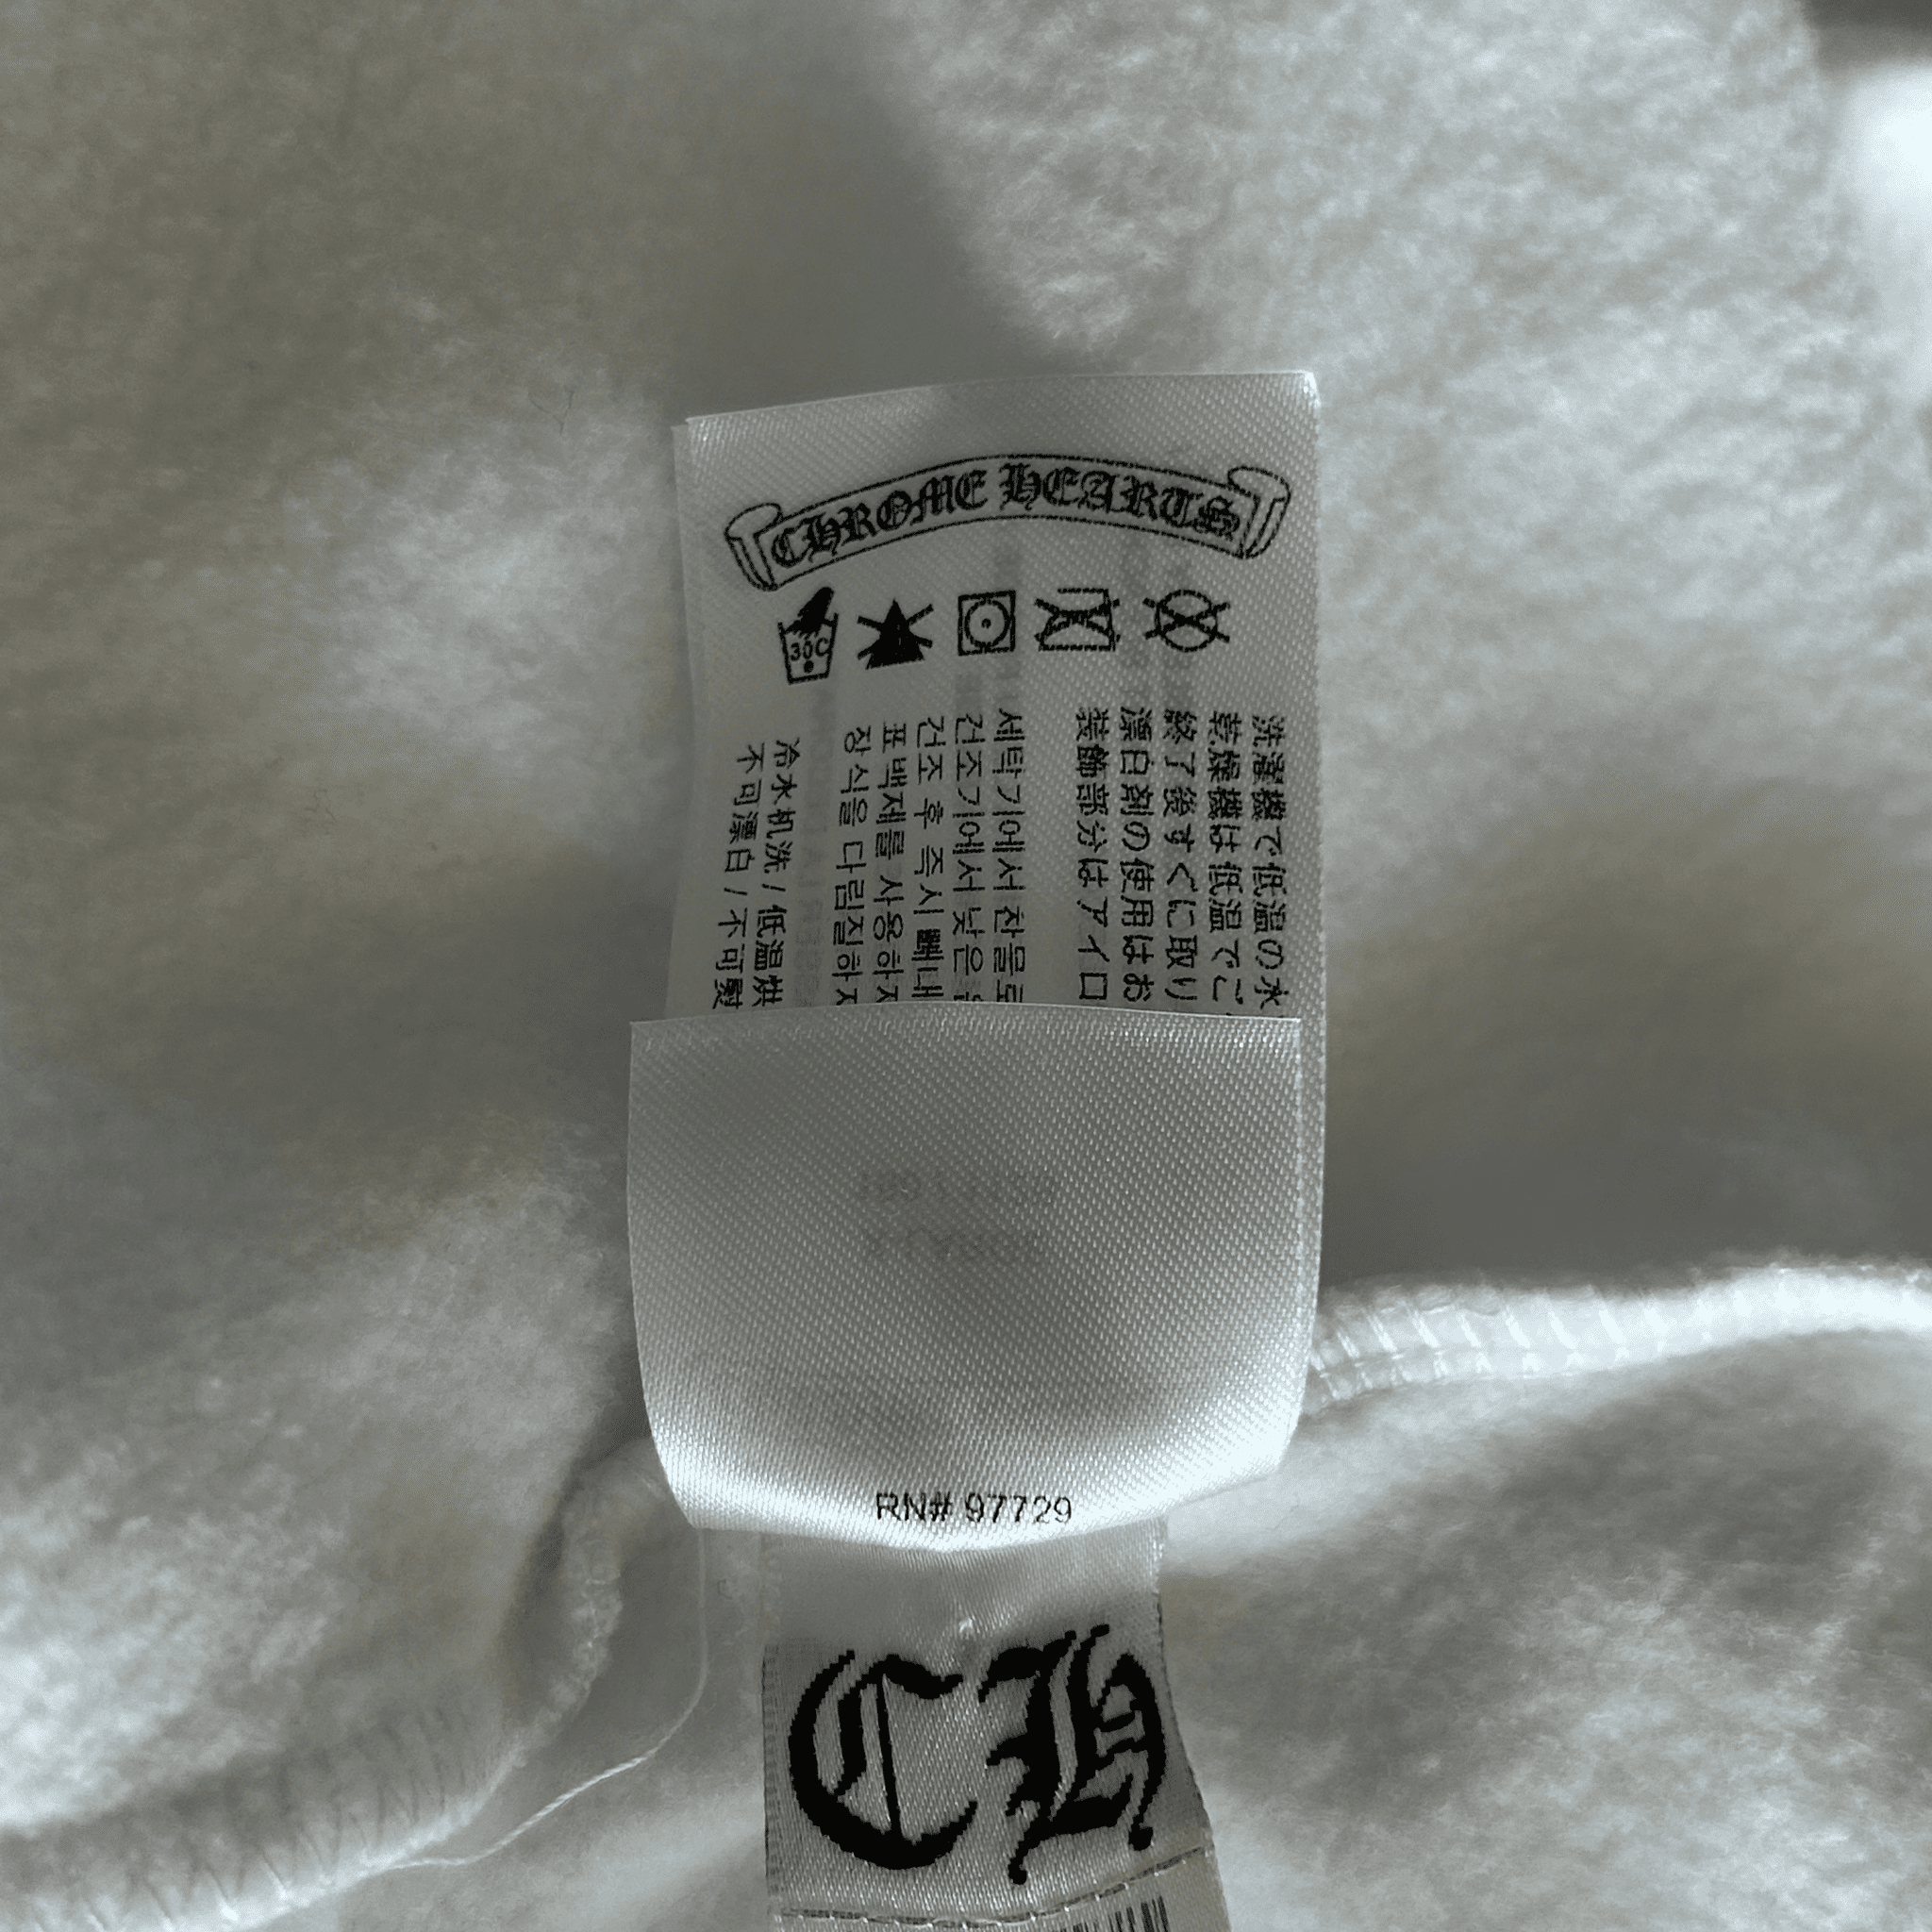 CHROME HEARTS
30C
洗濯機で低温の水
乾燥機は低温でご
終了後すぐに取り
漂白剤の使用はお
装飾部分はアイロ
세탁기에서 찬물로
건조기에서 낮은
건조 후 즉시 빼내
표백제를 사용하지
장식을 다림질하지
冷水机洗 / 低温烘
不可漂白 / 不可熨
RN# 97729
CH